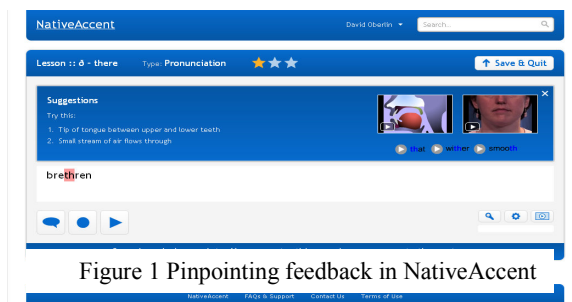 NativeAccent David Oberlin Search...
Lesson :: ð - there Type: Pronunciation Save & Quit
Suggestions
Try this:
1. Tip of tongue between upper and lower teeth
2. Small stream of air flows through
that wither smooth
brethren
Figure 1 Pinpointing feedback in NativeAccent
NativeAccent FAQs & Support Contact Us Terms of Use